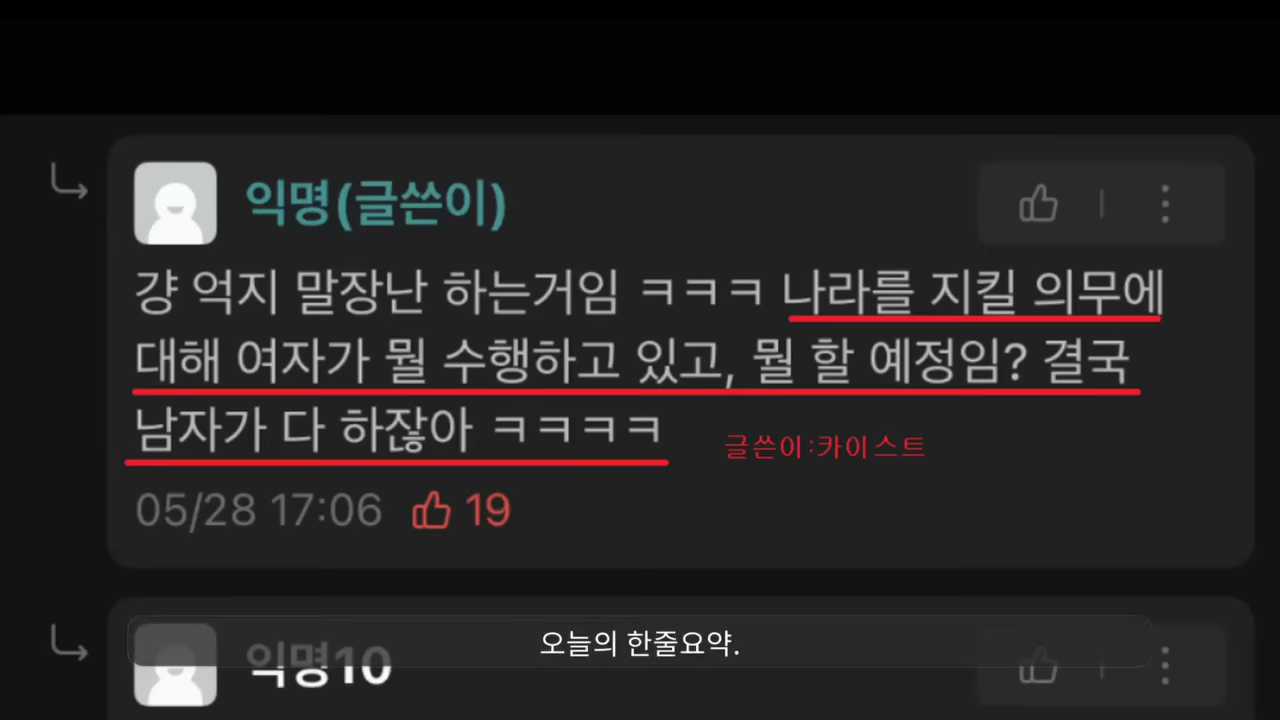 익명(글쓴이)
걍 억지 말장난 하는거임 ㅋㅋㅋ 나라를 지킬 의무에
대해 여자가 뭘 수행하고 있고, 뭘 할 예정임? 결국
남자가 다 하잖아 ㅋㅋㅋㅋ
글쓴이:카이스트
05/28 17:06 19
오늘의 한줄요약.
익명10